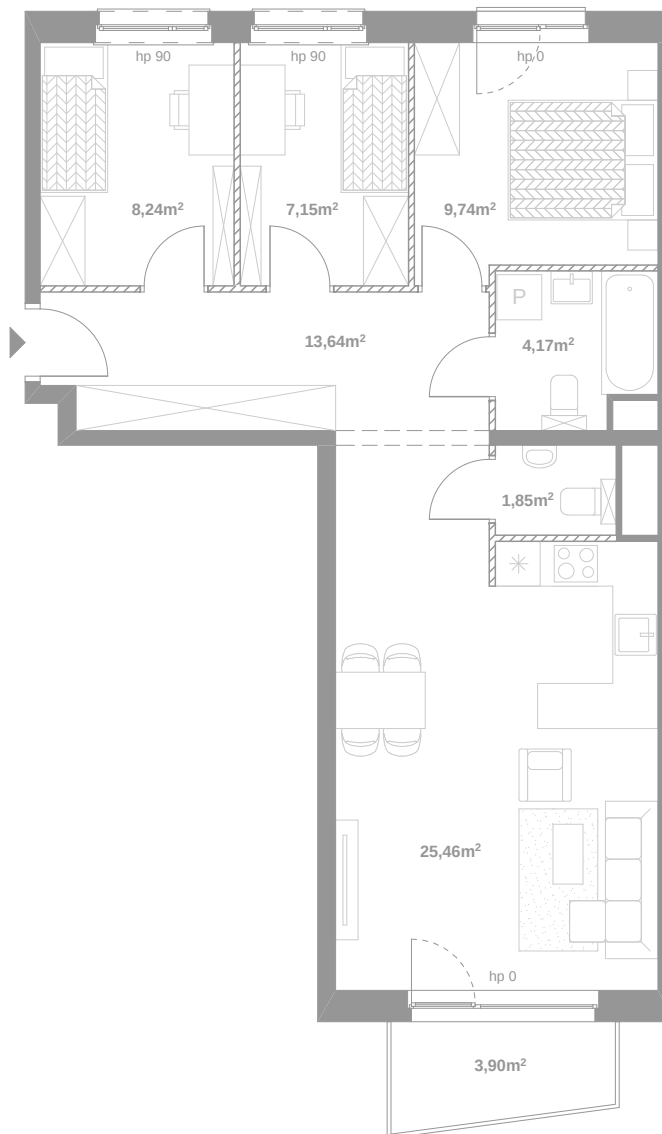 hp 90
hp 90
hp 0
8,24m²
7,15m²
9,74m²
P
13,64m²
4,17m²
1,85m²
25,46m²
hp 0
3,90m²